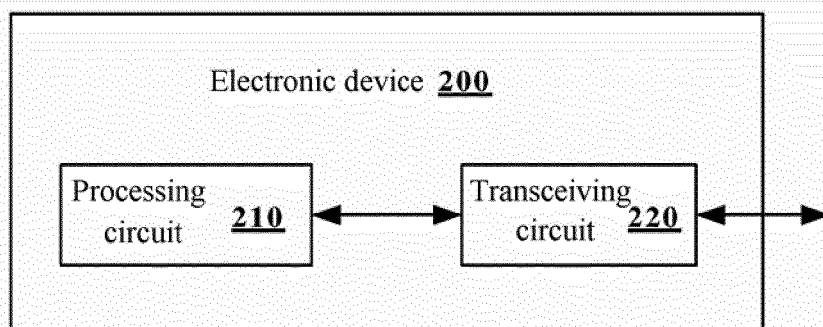 Electronic device 200
Processing
circuit 210
Transceiving
circuit 220